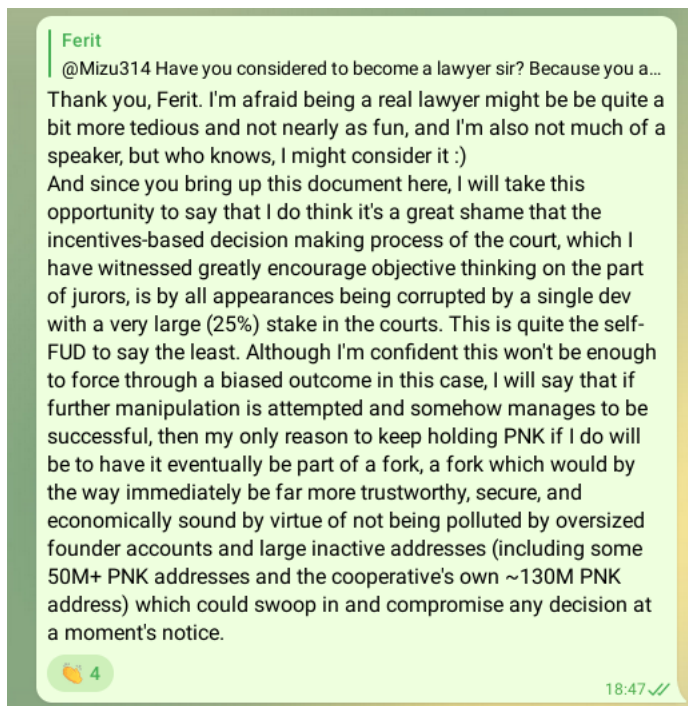 Ferit
@Mizu314 Have you considered to become a lawyer sir? Because you a...
Thank you, Ferit. I'm afraid being a real lawyer might be be quite a
bit more tedious and not nearly as fun, and I'm also not much of a
speaker, but who knows, I might consider it :)
And since you bring up this document here, I will take this
opportunity to say that I do think it's a great shame that the
incentives-based decision making process of the court, which I
have witnessed greatly encourage objective thinking on the part
of jurors, is by all appearances being corrupted by a single dev
with a very large (25%) stake in the courts. This is quite the self-
FUD to say the least. Although I'm confident this won't be enough
to force through a biased outcome in this case, I will say that if
further manipulation is attempted and somehow manages to be
successful, then my only reason to keep holding PNK if I do will
be to have it eventually be part of a fork, a fork which would by
the way immediately be far more trustworthy, secure, and
economically sound by virtue of not being polluted by oversized
founder accounts and large inactive addresses (including some
50M+ PNK addresses and the cooperative's own ~130M PNK
address) which could swoop in and compromise any decision at
a moment's notice.
👏 4
18:47